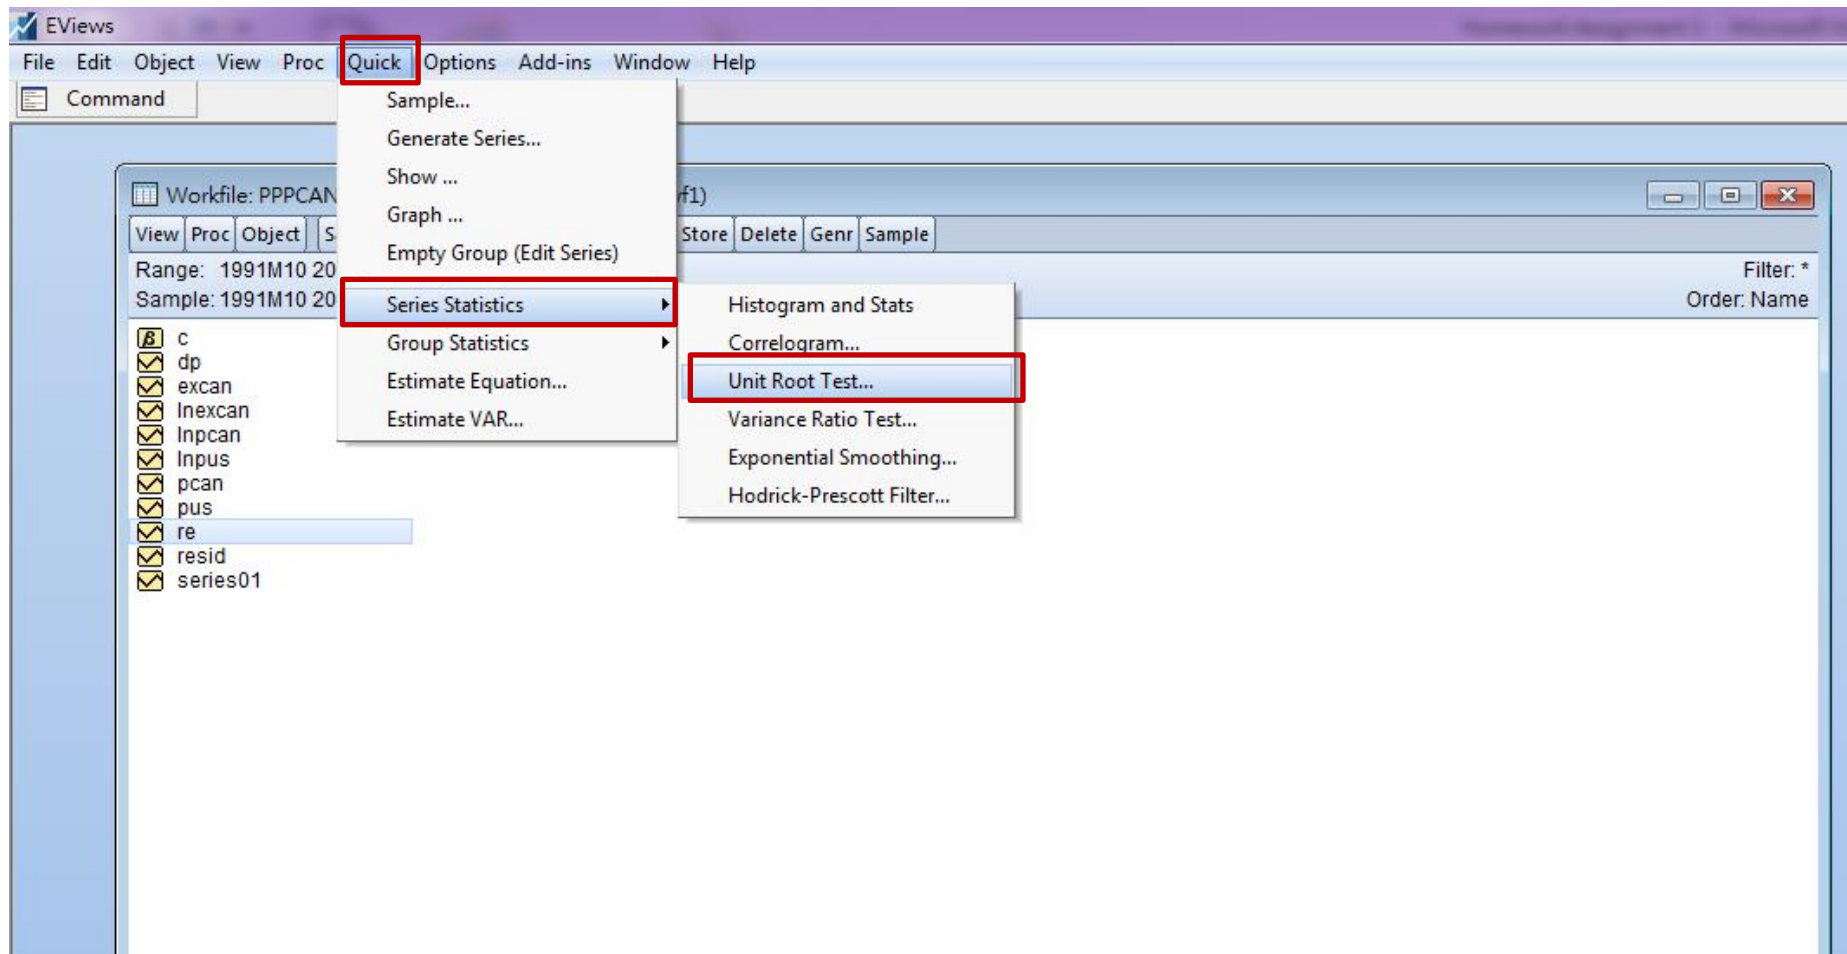 EViews
File Edit Object View Proc Quick Options Add-ins Window Help
Command
Sample...
Generate Series...
Show ...
Graph ...
Empty Group (Edit Series)
Series Statistics
Group Statistics
Estimate Equation...
Estimate VAR...
Histogram and Stats
Correlogram...
Unit Root Test...
Variance Ratio Test...
Exponential Smoothing...
Hodrick-Prescott Filter...
Workfile: PPPCAN f1)
View Proc Object S Store Delete Genr Sample
Range: 1991M10 20 Filter: *
Sample: 1991M10 20 Order: Name
β c
dp
excan
lnexcan
lnpcan
lnpus
pcan
pus
re
resid
series01